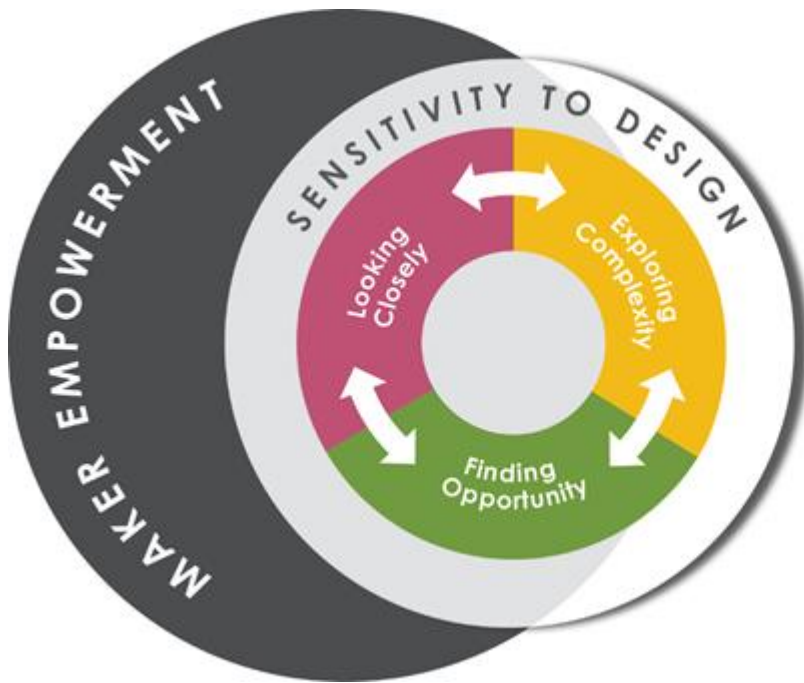 MAKER EMPOWERMENT
SENSITIVITY TO DESIGN
Looking
Closely
Exploring
Complexity
Finding
Opportunity